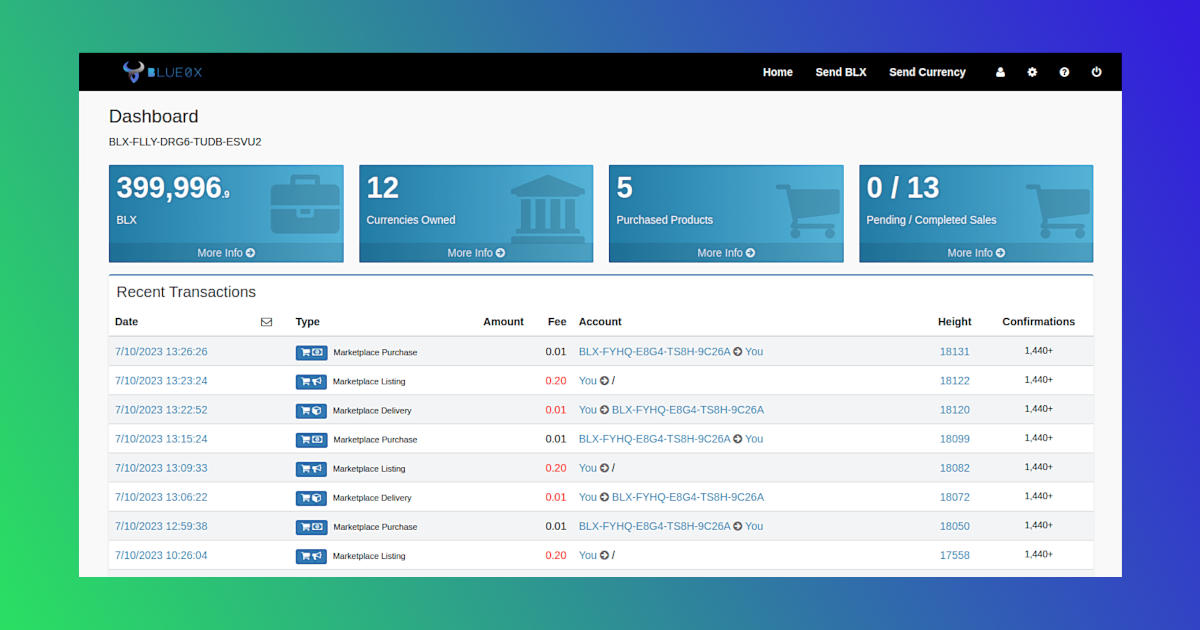 BLUE0X Home Send BLX Send Currency
Dashboard
BLX-FLLY-DRG6-TUDB-ESVU2
399,996.9
BLX
More Info
12
Currencies Owned
More Info
5
Purchased Products
More Info
0 / 13
Pending / Completed Sales
More Info
Recent Transactions
Date Type Amount Fee Account Height Confirmations
7/10/2023 13:26:26 Marketplace Purchase 0.01 BLX-FYHQ-E8G4-TS8H-9C26A You 18131 1,440+
7/10/2023 13:23:24 Marketplace Listing 0.20 You / 18122 1,440+
7/10/2023 13:22:52 Marketplace Delivery 0.01 You BLX-FYHQ-E8G4-TS8H-9C26A 18120 1,440+
7/10/2023 13:15:24 Marketplace Purchase 0.01 BLX-FYHQ-E8G4-TS8H-9C26A You 18099 1,440+
7/10/2023 13:09:33 Marketplace Listing 0.20 You / 18082 1,440+
7/10/2023 13:06:22 Marketplace Delivery 0.01 You BLX-FYHQ-E8G4-TS8H-9C26A 18072 1,440+
7/10/2023 12:59:38 Marketplace Purchase 0.01 BLX-FYHQ-E8G4-TS8H-9C26A You 18050 1,440+
7/10/2023 10:26:04 Marketplace Listing 0.20 You / 17558 1,440+